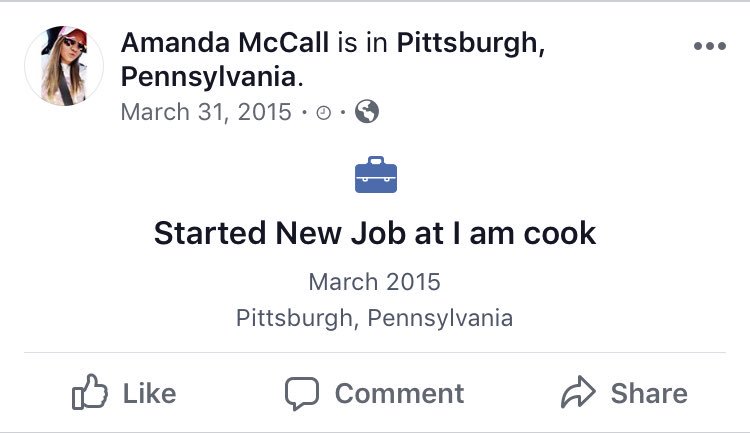 Amanda McCall is in Pittsburgh,
Pennsylvania.
March 31, 2015 · ·
Started New Job at I am cook
March 2015
Pittsburgh, Pennsylvania
Like Comment Share